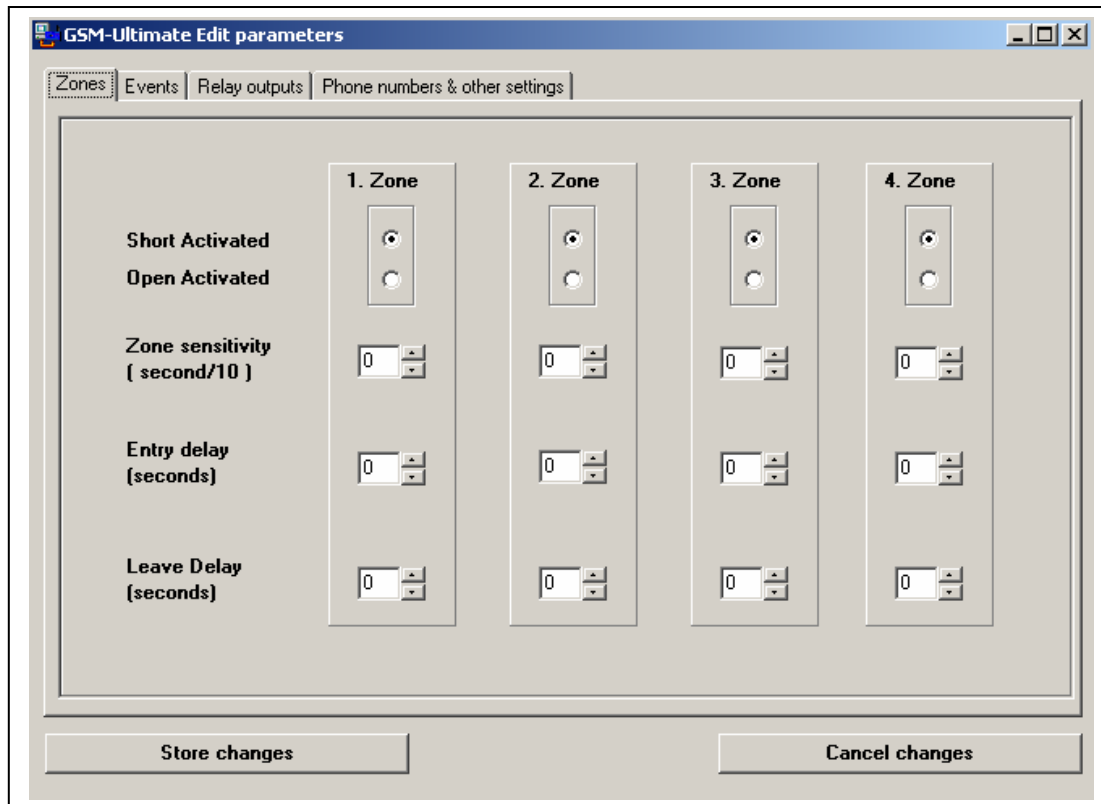 GSM-Ultimate Edit parameters
Zones Events Relay outputs Phone numbers & other settings
1. Zone 2. Zone 3. Zone 4. Zone
Short Activated
Open Activated
Zone sensitivity
( second/10 )
0 0 0 0
Entry delay
(seconds)
0 0 0 0
Leave Delay
(seconds)
0 0 0 0
Store changes Cancel changes